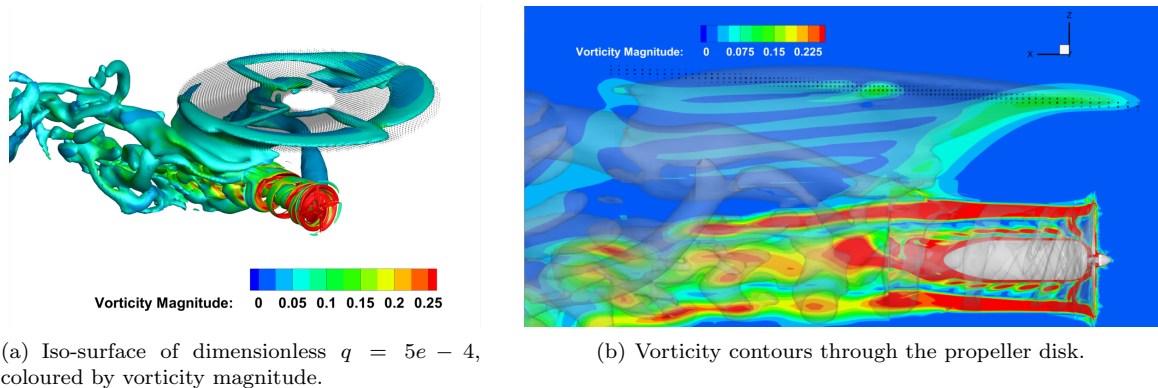 Vorticity Magnitude: 0 0.05 0.1 0.15 0.2 0.25
(a) Iso-surface of dimensionless q = 5e − 4,
coloured by vorticity magnitude.
Vorticity Magnitude: 0 0.075 0.15 0.225
z
x
(b) Vorticity contours through the propeller disk.